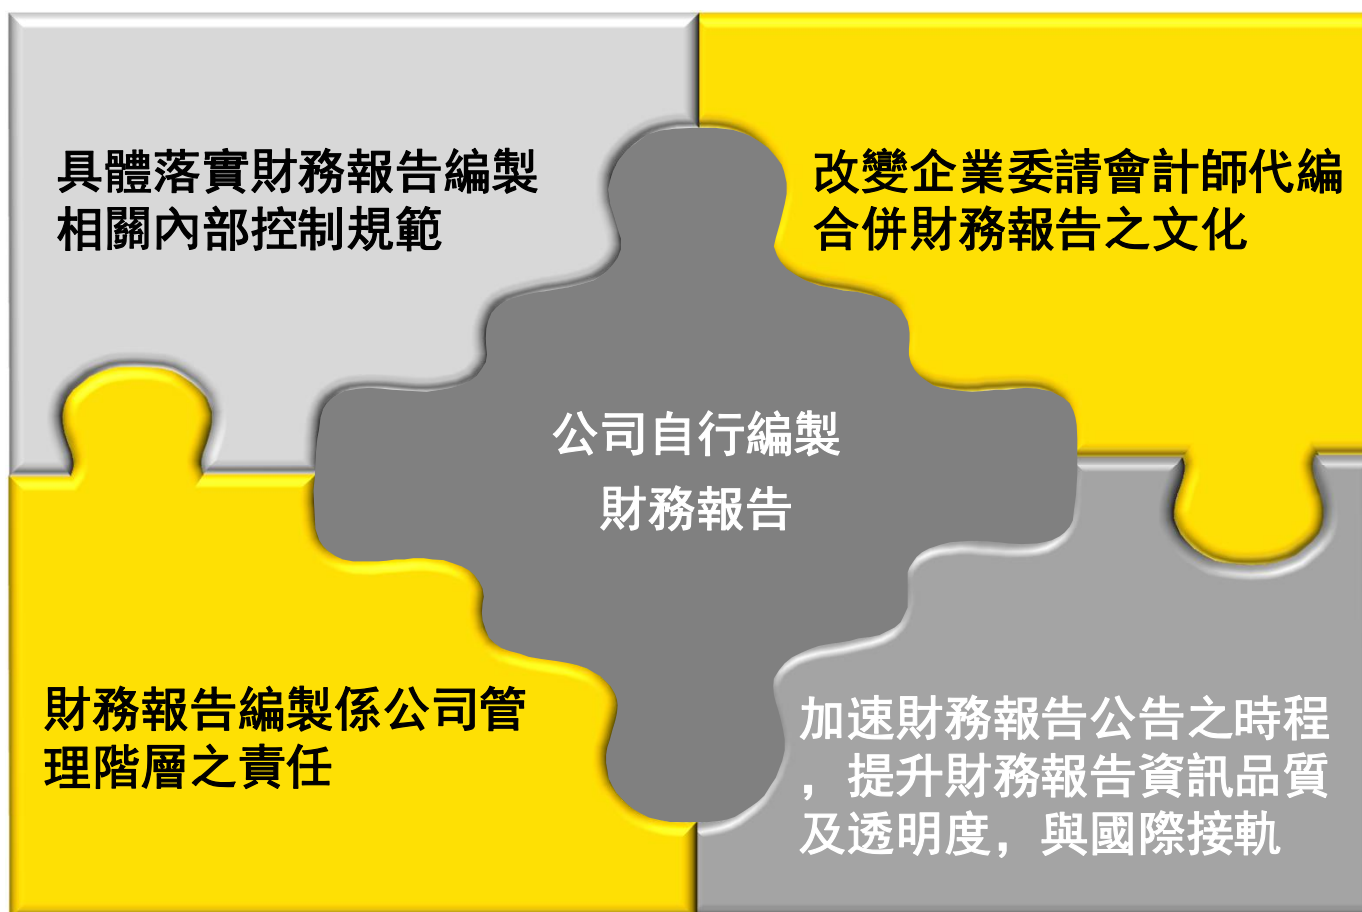 具體落實財務報告編製
相關內部控制規範
改變企業委請會計師代編
合併財務報告之文化
公司自行編製
財務報告
財務報告編製係公司管
理階層之責任
加速財務報告公告之時程
，提升財務報告資訊品質
及透明度，與國際接軌